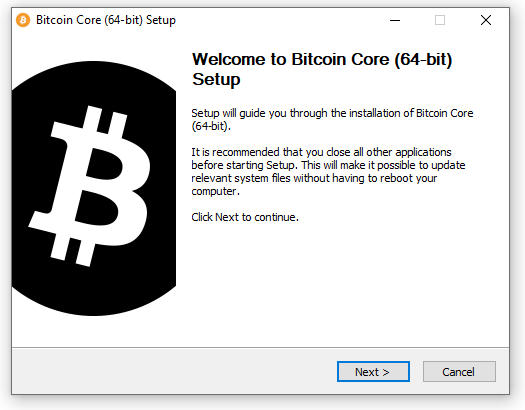 Bitcoin Core (64-bit) Setup
Welcome to Bitcoin Core (64-bit)
Setup
Setup will guide you through the installation of Bitcoin Core
(64-bit).
It is recommended that you close all other applications
before starting Setup. This will make it possible to update
relevant system files without having to reboot your
computer.
Click Next to continue.
Next >
Cancel